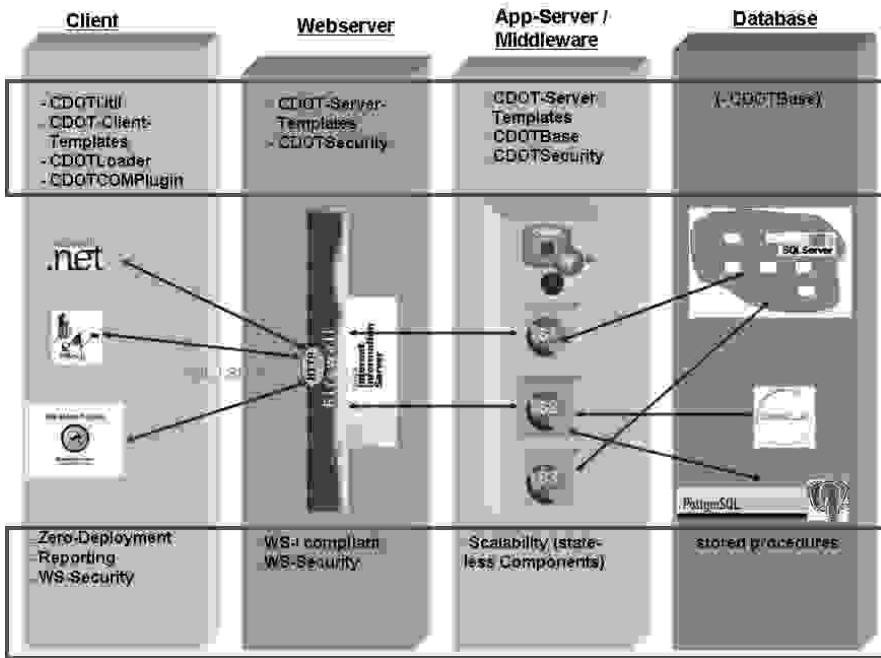 Client
Webserver
App-Server /
Middleware
Database
- CDOTUtil
- CDOT-Client-
Templates
- CDOTLoader
- CDOTCOMPlugin
- CDOT-Server-
Templates
- CDOTSecurity
CDOT-Server
Templates
CDOTBase
CDOTSecurity
(- CDOTBase)
.net
SQL Server
HTTP
Firewall
Internet
Information
Server
PostgreSQL
Zero-Deployment
Reporting
WS-Security
WS-I compliant
WS-Security
Scalability (state-
less Components)
stored procedures